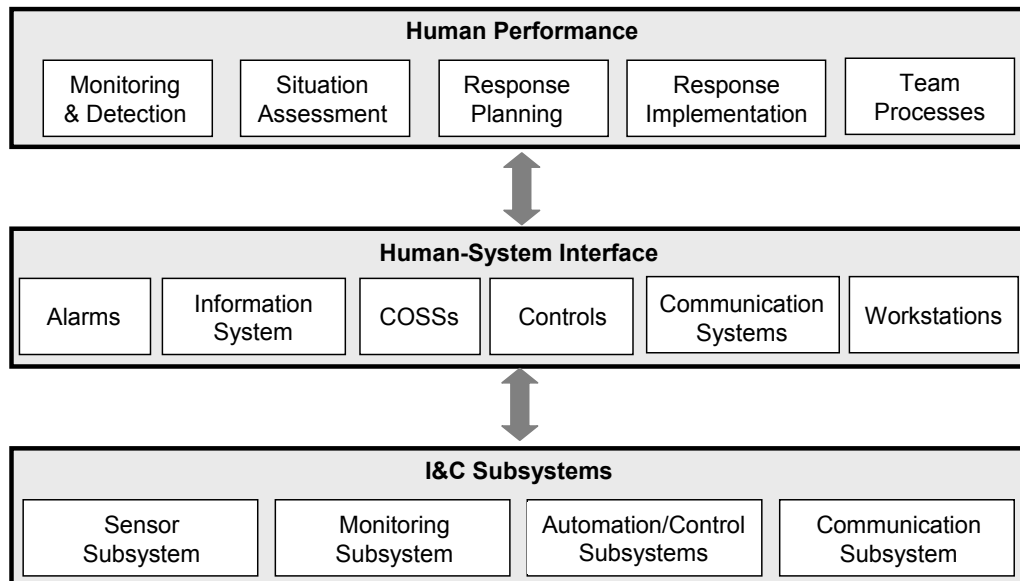 Human Performance
Monitoring
& Detection
Situation
Assessment
Response
Planning
Response
Implementation
Team
Processes
Human-System Interface
Alarms
Information
System
COSSs
Controls
Communication
Systems
Workstations
I&C Subsystems
Sensor
Subsystem
Monitoring
Subsystem
Automation/Control
Subsystems
Communication
Subsystem